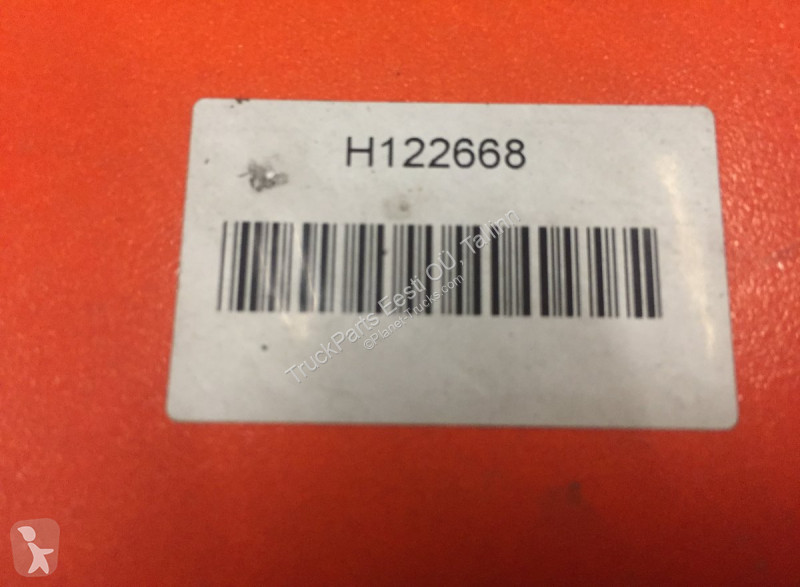 H122668
TruckParts Eesti OÜ, Tallinn
©Planet-Trucks.com